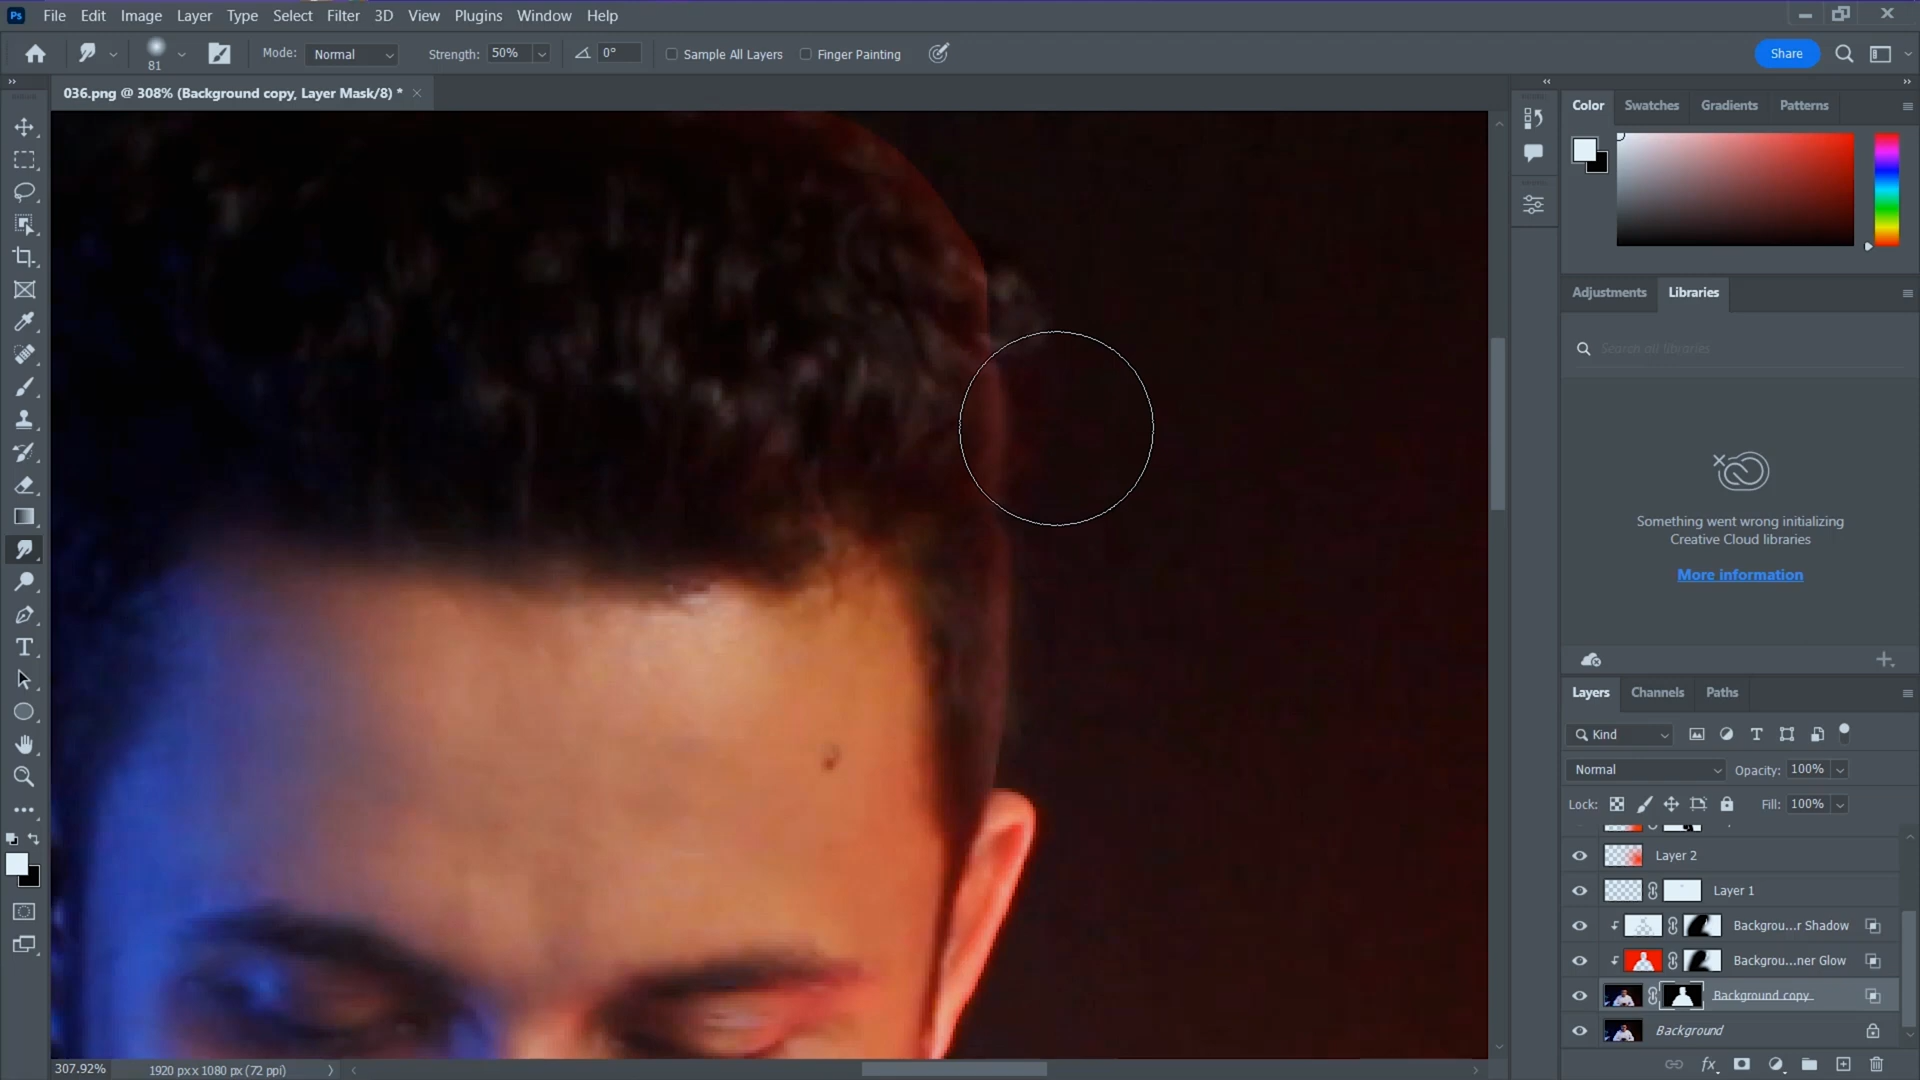 Ps File Edit Image Layer Type Select Filter 3D View Plugins Window Help
81 Mode: Normal Strength: 50% 0° Sample All Layers Finger Painting Share
036.png @ 308% (Background copy, Layer Mask/8) *
Color Swatches Gradients Patterns
Adjustments Libraries
Search all libraries
Something went wrong initializing
Creative Cloud libraries
More information
Layers Channels Paths
Kind
Normal Opacity: 100%
Lock: Fill: 100%
Layer 2
Layer 1
Backgrou...r Shadow
Backgrou...ner Glow
Background copy
Background
fx
307.92% 1920 px x 1080 px (72 ppi)